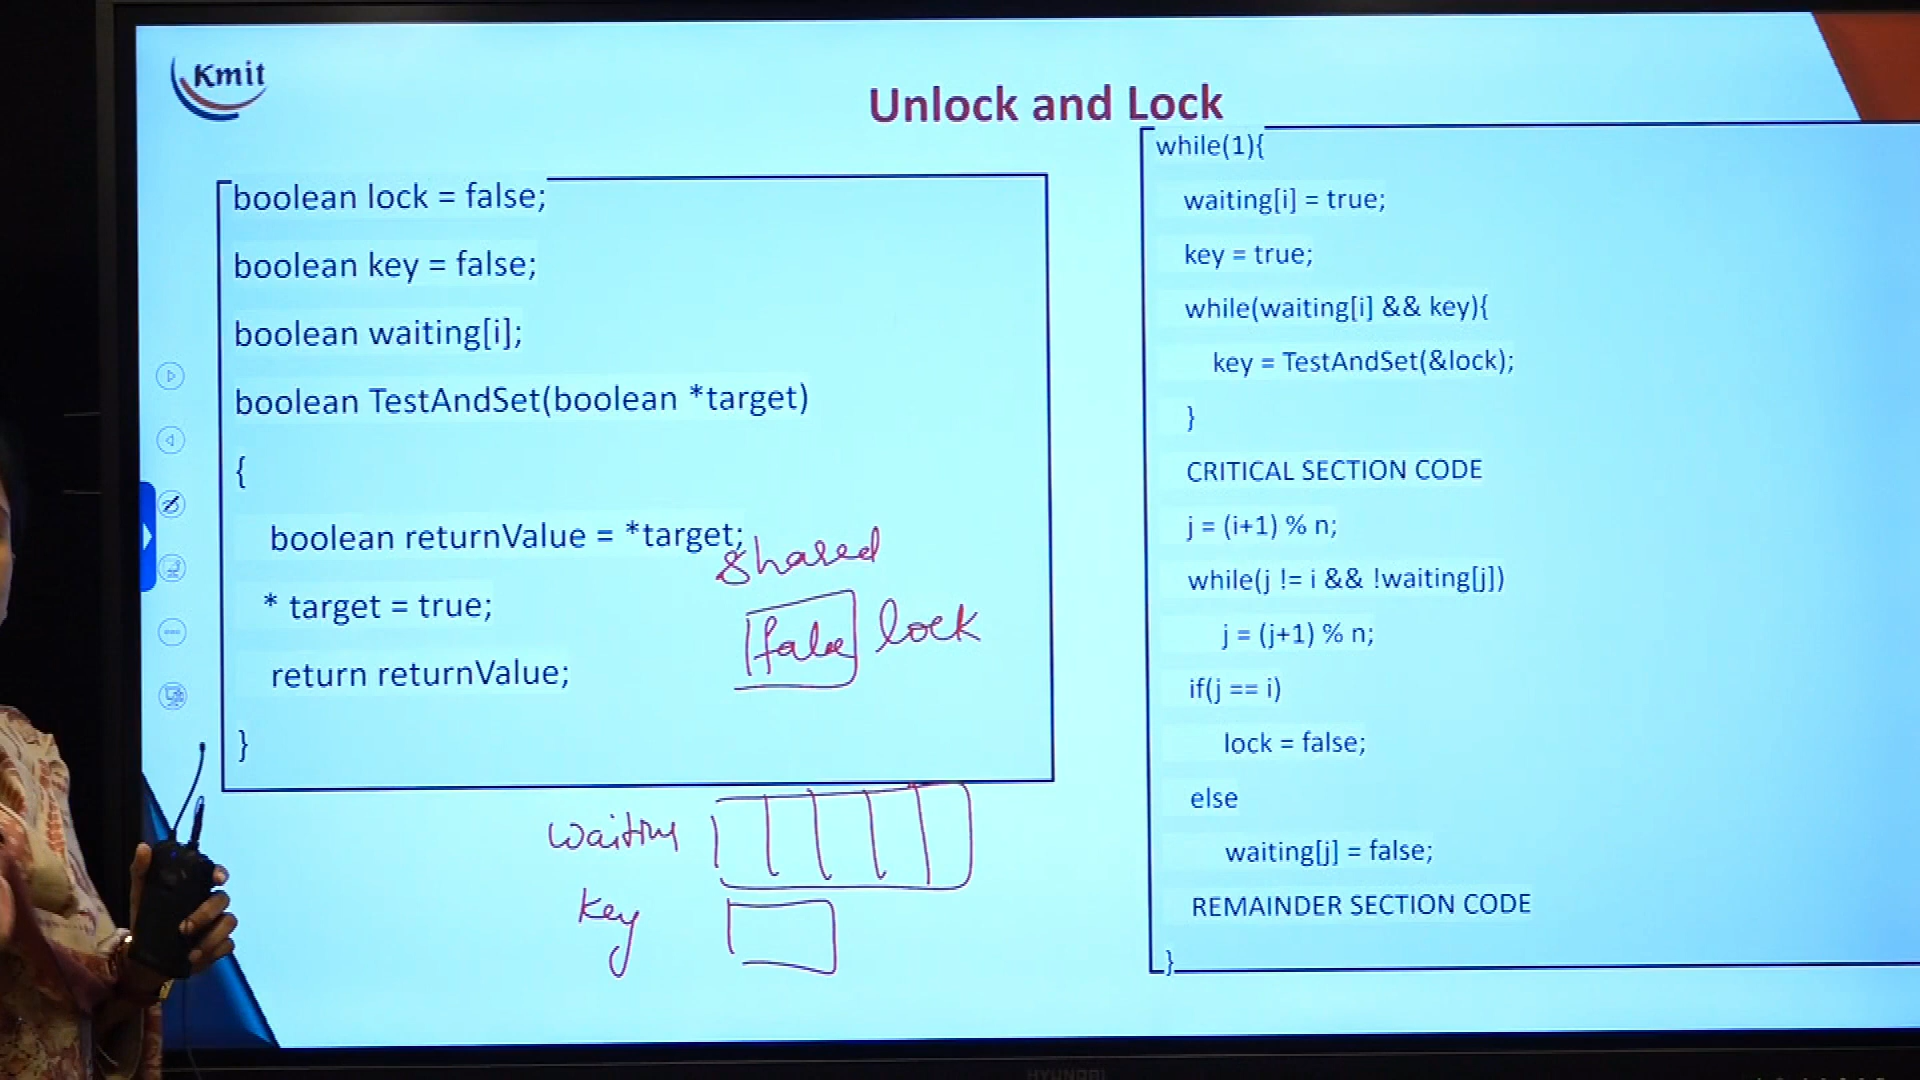 Kmit
Unlock and Lock
boolean lock = false;
boolean key = false;
boolean waiting[i];
boolean TestAndSet(boolean *target)
{
boolean returnValue = *target;
* target = true;
return returnValue;
}
shared
false lock
waiting
key
while(1){
waiting[i] = true;
key = true;
while(waiting[i] && key){
key = TestAndSet(&lock);
}
CRITICAL SECTION CODE
j = (i+1) % n;
while(j != i && !waiting[j])
j = (j+1) % n;
if(j == i)
lock = false;
else
waiting[j] = false;
REMAINDER SECTION CODE
}
HYUNDAI